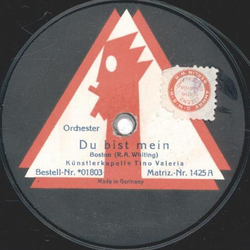 Orchester
Du bist mein
Boston (R.A. Whiting)
Künstlerkapelle Tino Valeria
Bestell-Nr. *01803 Matriz.-Nr. 1425 A
Made in Germany